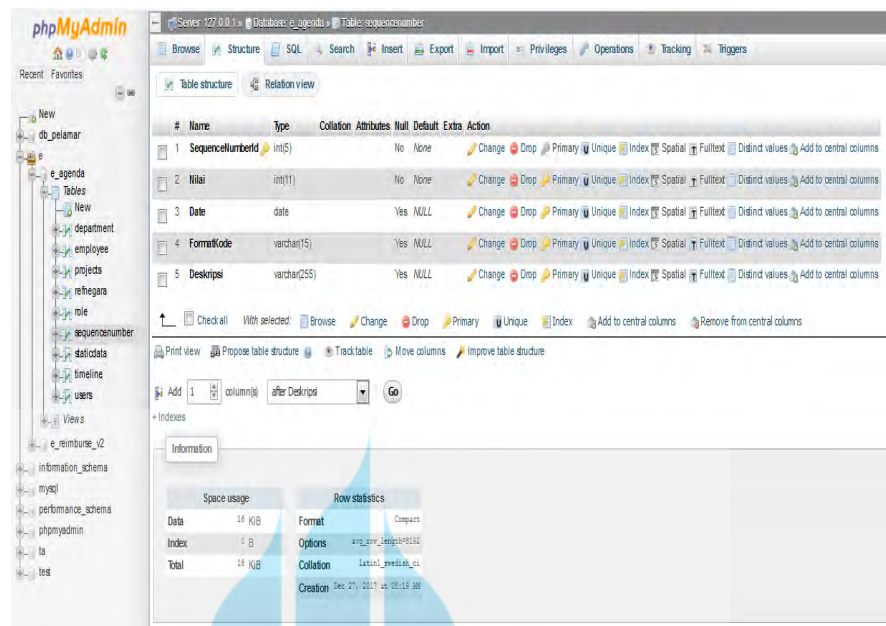 phpMyAdmin
Recent Favorites
New
db_pelamar
e
e_agenda
Tables
New
department
employee
projects
refnegara
role
sequencenumber
staticdata
timeline
users
Views
e_reimburse_v2
information_schema
mysql
performance_schema
phpmyadmin
ta
test
Server: 127.0.0.1 » Database: e_agenda » Table: sequencenumber
Browse Structure SQL Search Insert Export Import Privileges Operations Tracking Triggers
Table structure Relation view
# Name Type Collation Attributes Null Default Extra Action
1 SequenceNumberId int(5) No None Change Drop Primary Unique Index Spatial Fulltext Distinct values Add to central columns
2 Nilai int(11) No None Change Drop Primary Unique Index Spatial Fulltext Distinct values Add to central columns
3 Date date Yes NULL Change Drop Primary Unique Index Spatial Fulltext Distinct values Add to central columns
4 FormatKode varchar(15) Yes NULL Change Drop Primary Unique Index Spatial Fulltext Distinct values Add to central columns
5 Deskripsi varchar(255) Yes NULL Change Drop Primary Unique Index Spatial Fulltext Distinct values Add to central columns
Check all With selected: Browse Change Drop Primary Unique Index Add to central columns Remove from central columns
Print view Propose table structure Track table Move columns Improve table structure
Add 1 column(s) after Deskripsi Go
+ Indexes
Information
Space usage
Data 16 KiB
Index 0 B
Total 16 KiB
Row statistics
Format Compact
Options avg_row_length=8192
Collation latin1_swedish_ci
Creation Dec 27, 2017 at 08:19 AM